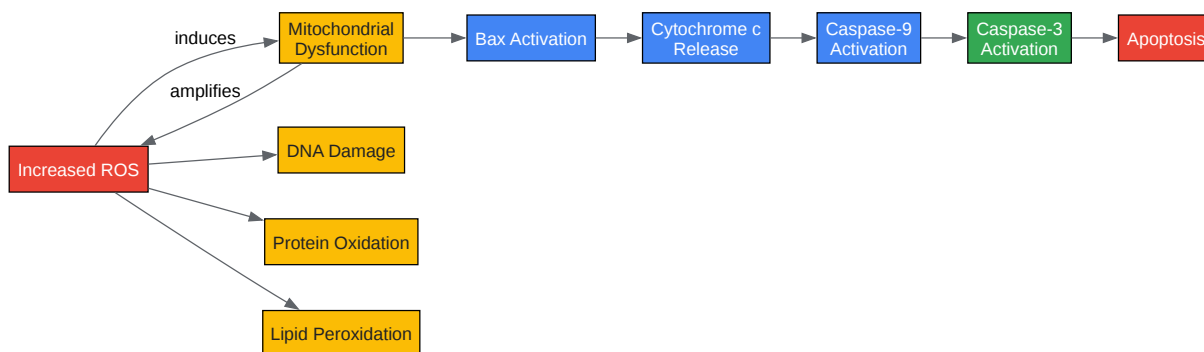 induces
Mitochondrial
Dysfunction
Bax Activation
Cytochrome c
Release
Caspase-9
Activation
Caspase-3
Activation
Apoptosis
amplifies
Increased ROS
DNA Damage
Protein Oxidation
Lipid Peroxidation